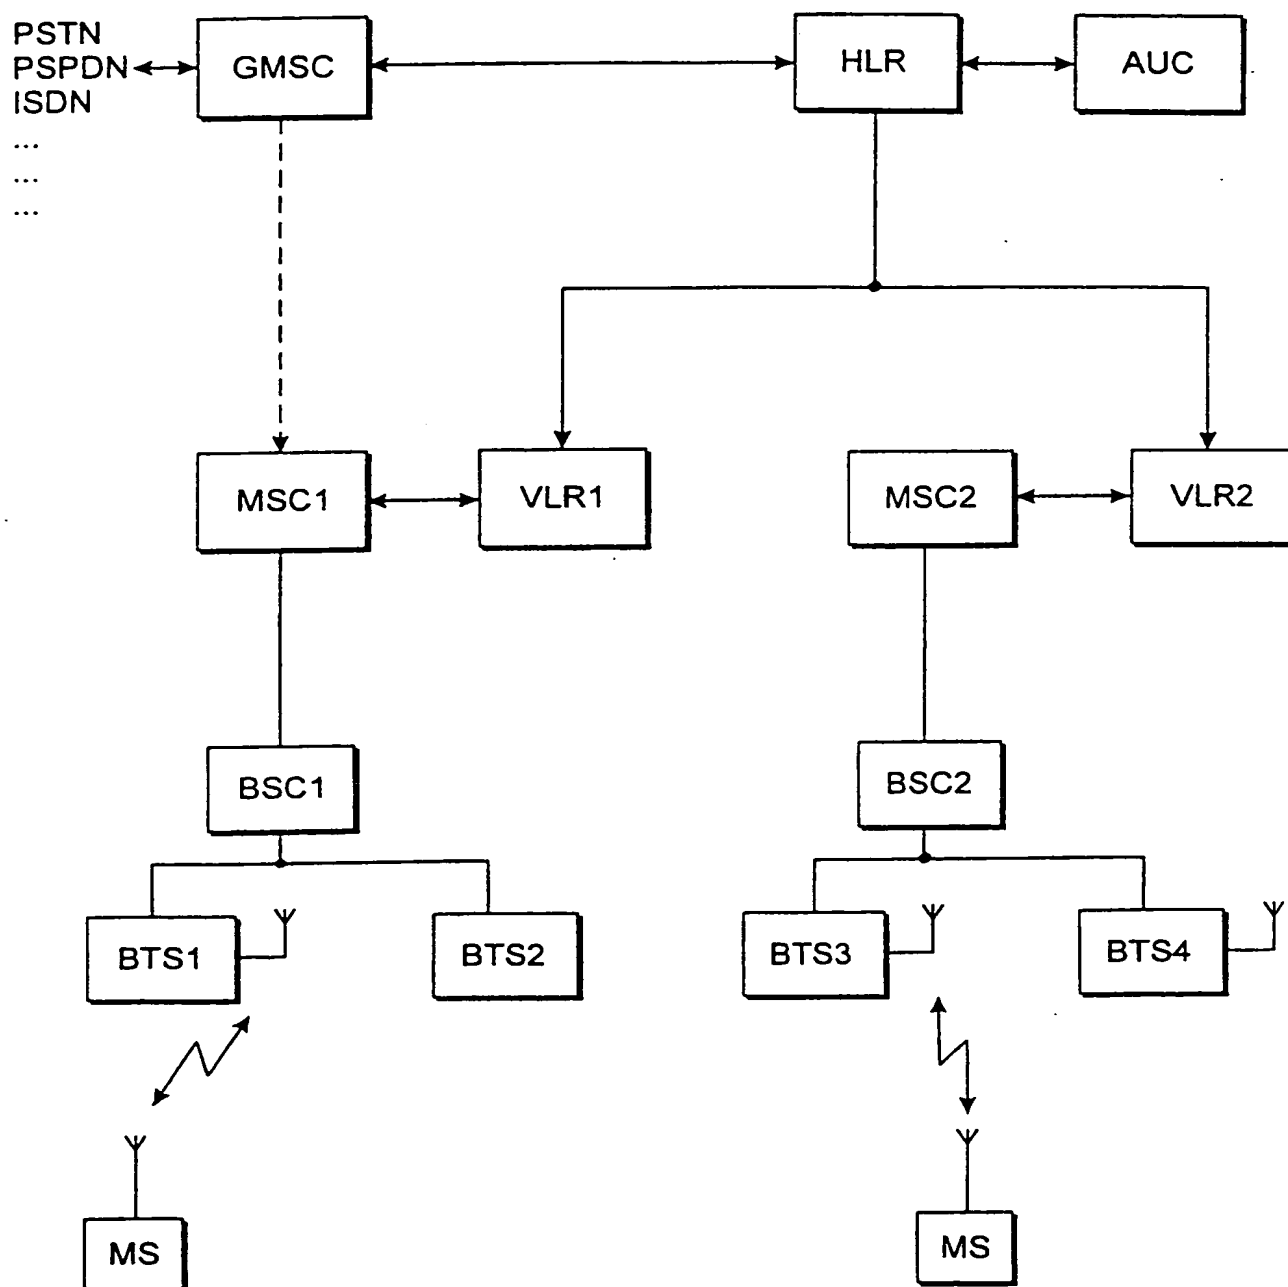 PSTN
PSPDN
ISDN
...
...
...
GMSC
HLR
AUC
MSC1
VLR1
MSC2
VLR2
BSC1
BSC2
BTS1
BTS2
BTS3
BTS4
MS
MS